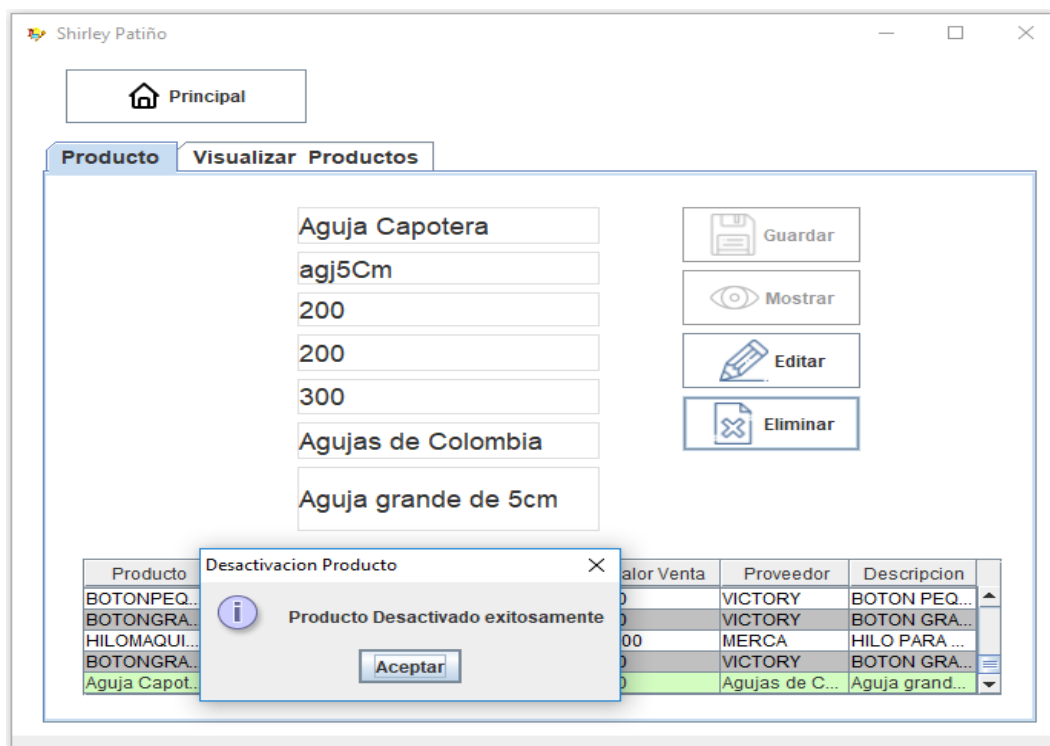 Shirley Patiño
Principal
Producto Visualizar Productos
Aguja Capotera
agj5Cm
200
200
300
Agujas de Colombia
Aguja grande de 5cm
Guardar
Mostrar
Editar
Eliminar
Producto alor Venta Proveedor Descripcion
BOTONPEQ... VICTORY BOTON PEQ...
BOTONGRA... VICTORY BOTON GRA...
HILOMAQUI... 00 MERCA HILO PARA ...
BOTONGRA... VICTORY BOTON GRA...
Aguja Capot... Agujas de C... Aguja grand...
Desactivacion Producto
Producto Desactivado exitosamente
Aceptar